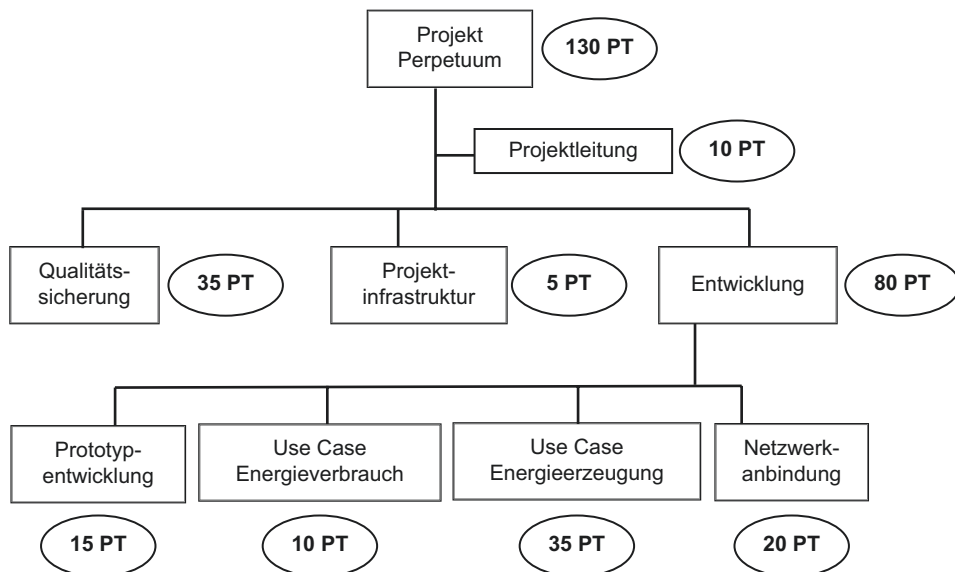 Projekt
Perpetuum
130 PT
Projektleitung
10 PT
Qualitäts-
sicherung
35 PT
Projekt-
infrastruktur
5 PT
Entwicklung
80 PT
Prototyp-
entwicklung
Use Case
Energieverbrauch
Use Case
Energieerzeugung
Netzwerk-
anbindung
15 PT
10 PT
35 PT
20 PT